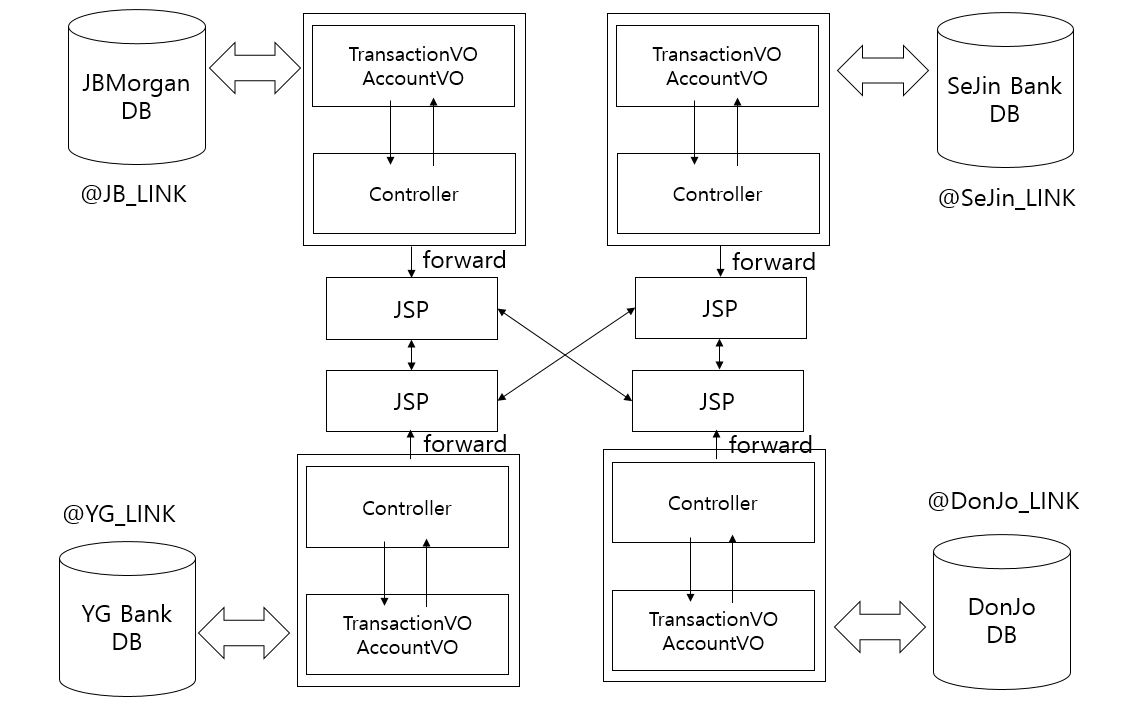 JBMorgan
DB
@JB_LINK
TransactionVO
AccountVO
Controller
forward
JSP
TransactionVO
AccountVO
Controller
forward
JSP
SeJin Bank
DB
@SeJin_LINK
JSP
forward
Controller
TransactionVO
AccountVO
@YG_LINK
YG Bank
DB
JSP
forward
Controller
TransactionVO
AccountVO
@DonJo_LINK
DonJo
DB